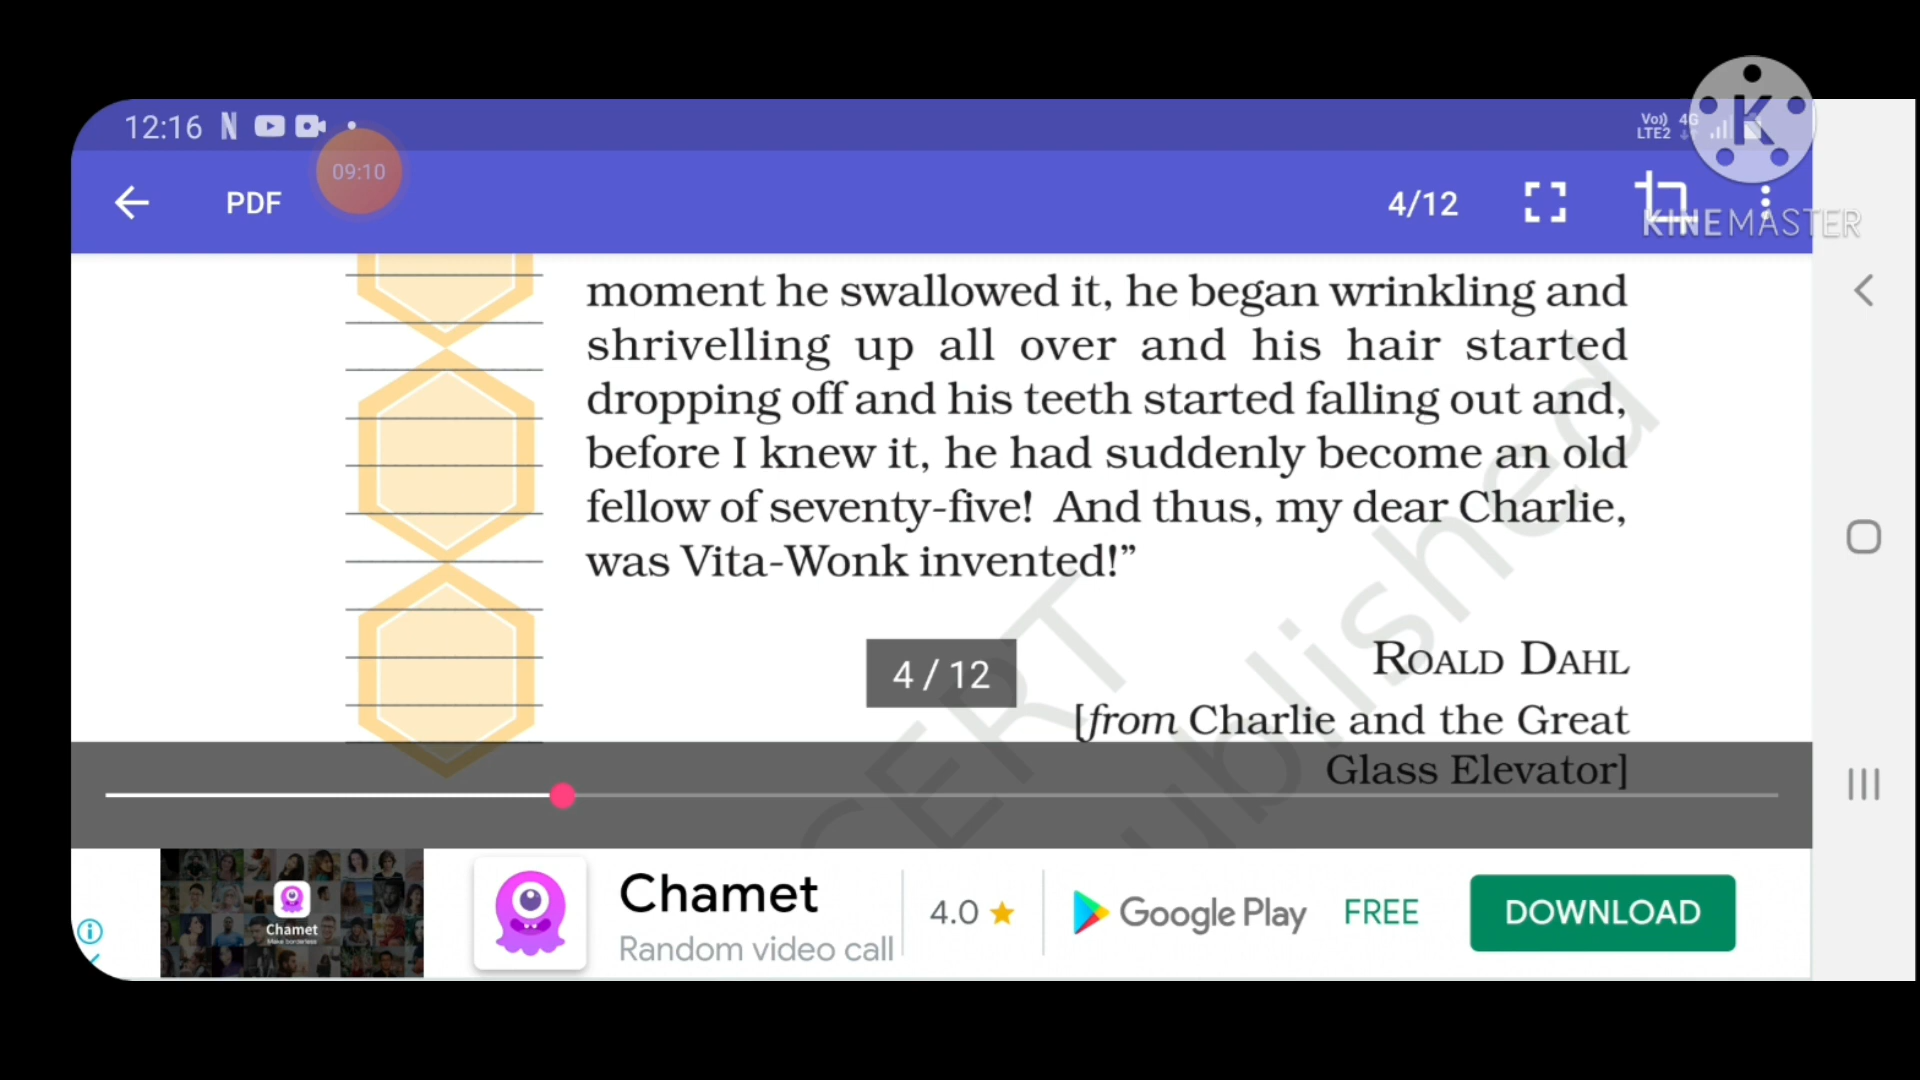 12:16
Vo)) 4G
LTE2
09:10
PDF
4/12
KINEMASTER
moment he swallowed it, he began wrinkling and
shrivelling up all over and his hair started
dropping off and his teeth started falling out and,
before I knew it, he had suddenly become an old
fellow of seventy-five! And thus, my dear Charlie,
was Vita-Wonk invented!”
4 / 12
ROALD DAHL
[from Charlie and the Great
Glass Elevator]
Chamet
Chamet
Random video call
4.0
Google Play
FREE
DOWNLOAD